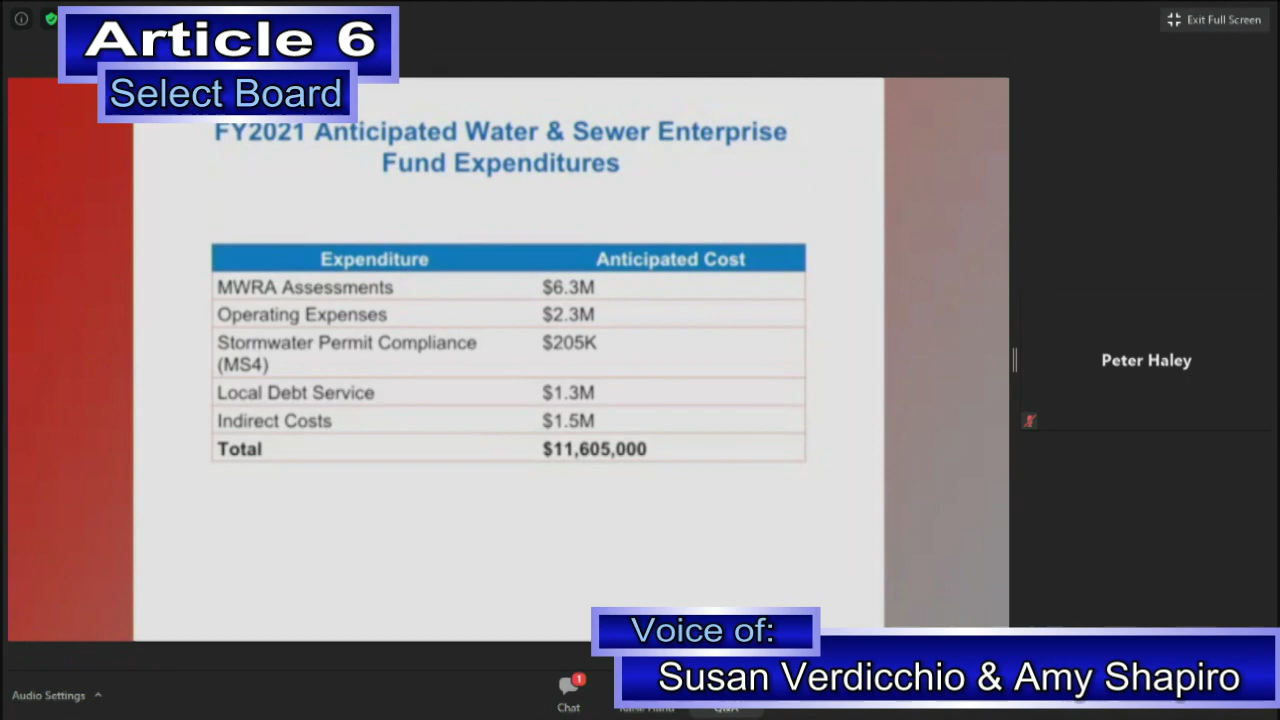 Article 6
Exit Full Screen
Select Board
FY2021 Anticipated Water & Sewer Enterprise
Fund Expenditures
Expenditure Anticipated Cost
MWRA Assessments $6.3M
Operating Expenses $2.3M
Stormwater Permit Compliance $205K
(MS4)
Local Debt Service $1.3M
Indirect Costs $1.5M
Total $11,605,000
Peter Haley
Voice of:
Susan Verdicchio & Amy Shapiro
Audio Settings
1
Chat